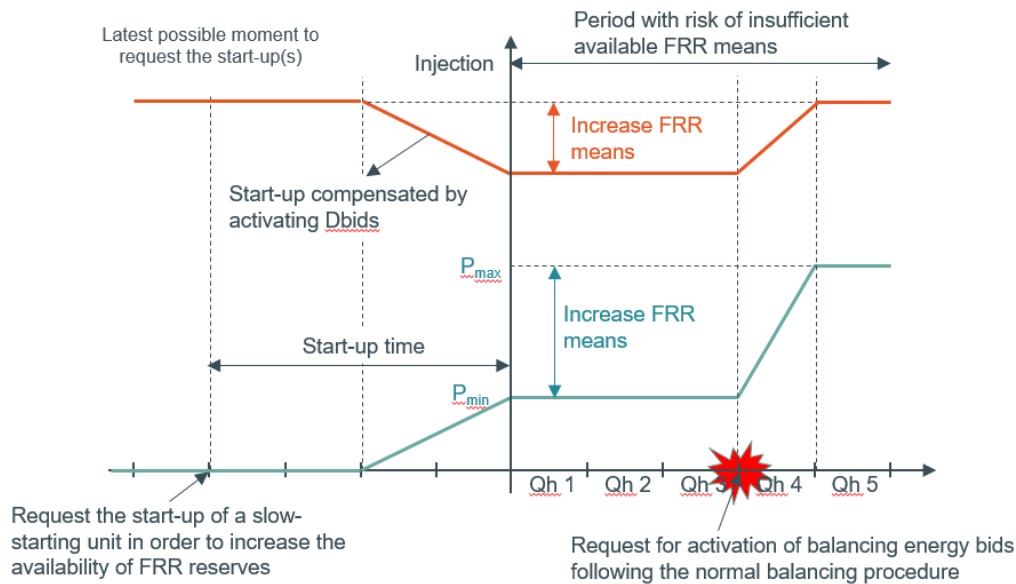 Latest possible moment to
request the start-up(s)
Period with risk of insufficient
available FRR means
Injection
Increase FRR
means
Start-up compensated by
activating Dbids
Pmax
Increase FRR
means
Start-up time
Pmin
Qh 1
Qh 2
Qh 3
Qh 4
Qh 5
Request the start-up of a slow-
starting unit in order to increase the
availability of FRR reserves
Request for activation of balancing energy bids
following the normal balancing procedure